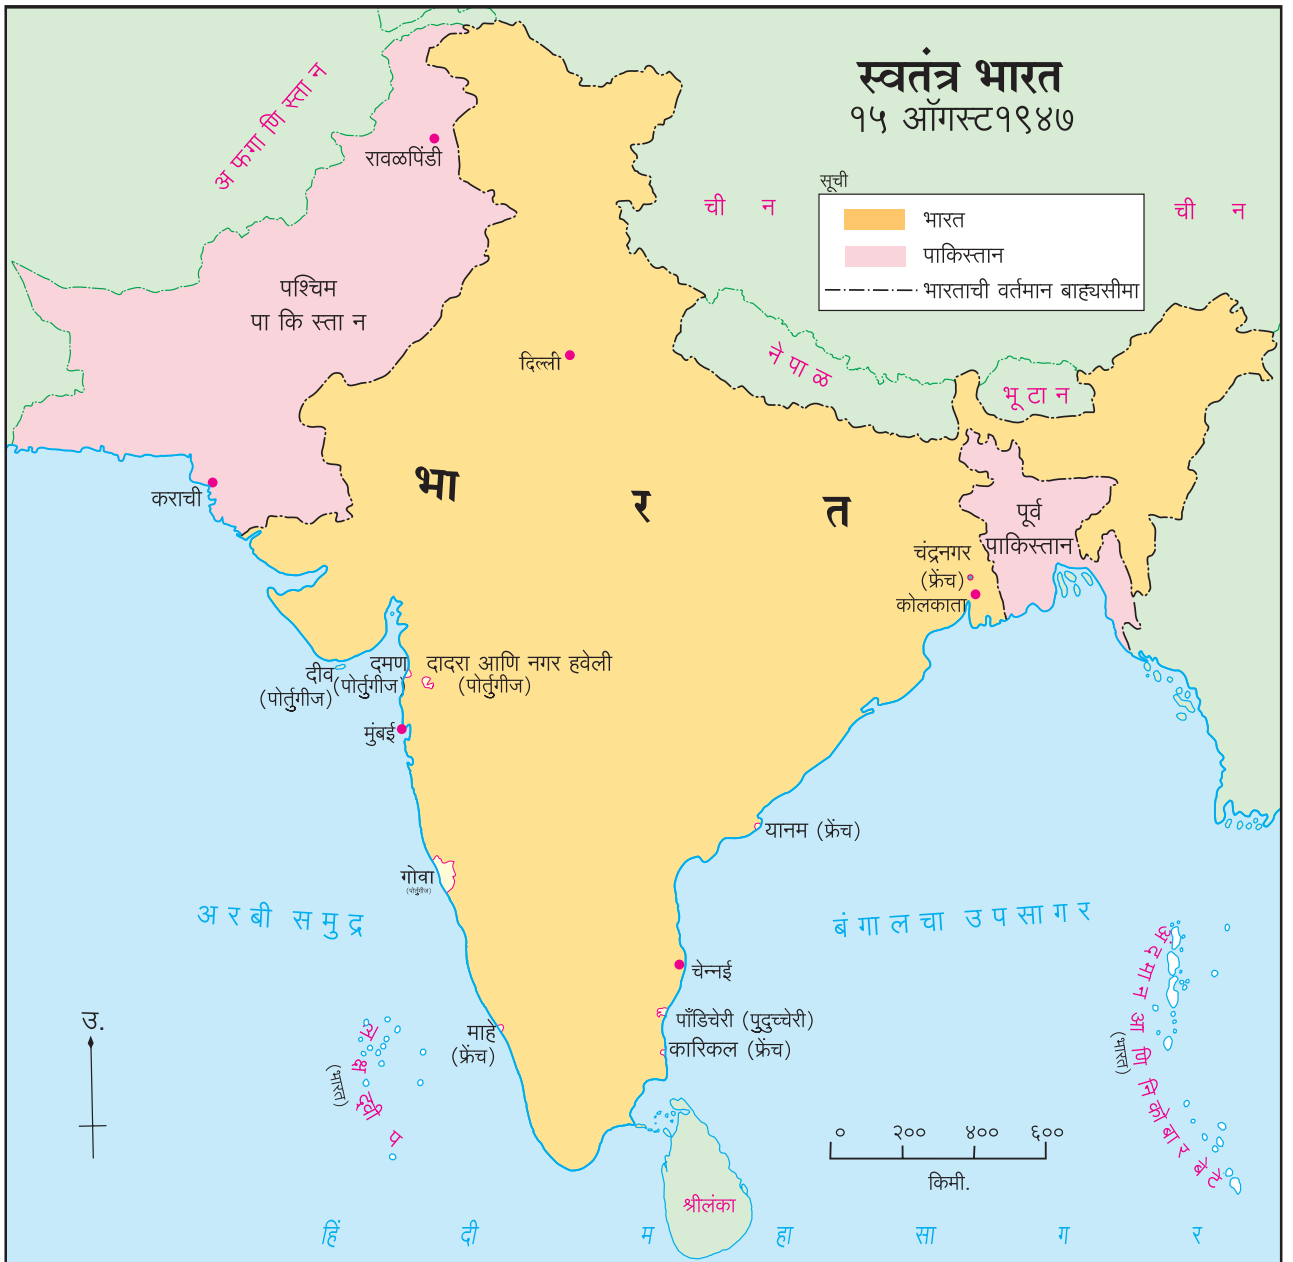 स्वतंत्र भारत
१५ ऑगस्ट१९४७
सूची
भारत
पाकिस्तान
भारताची वर्तमान बाह्यसीमा
अफगाणिस्तान
रावळपिंडी
चीन
चीन
पश्चिम
पाकिस्तान
नेपाळ
दिल्ली
भूटान
भारत
कराची
पूर्व
पाकिस्तान
चंद्रनगर
(फ्रेंच)
कोलकाता
दीव
(पोर्तुगीज)
दमण
(पोर्तुगीज)
दादरा आणि नगर हवेली
(पोर्तुगीज)
मुंबई
यानम (फ्रेंच)
गोवा
(पोर्तुगीज)
अरबी समुद्र
बंगालचा उपसागर
चेन्नई
अंदमान आणि निकोबार बेटे
(भारत)
उ.
लक्षद्वीप
(भारत)
माहे
(फ्रेंच)
पाँडिचेरी (पुदुच्चेरी)
कारिकल (फ्रेंच)
० २०० ४०० ६००
किमी.
श्रीलंका
हिंदी महासागर